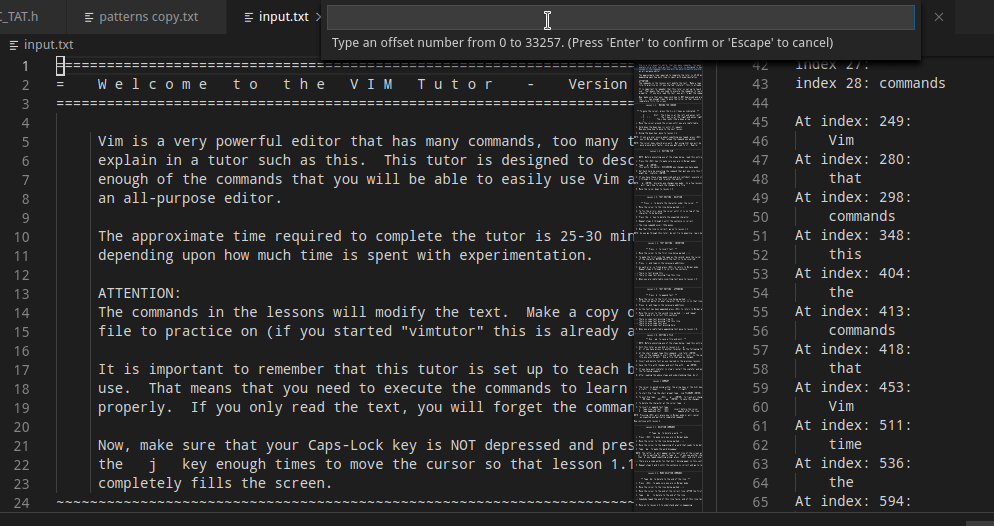 _TAT.h
patterns copy.txt
input.txt
Type an offset number from 0 to 33257. (Press 'Enter' to confirm or 'Escape' to cancel)
input.txt
1 ================================================================
2 =    W e l c o m e   t o   t h e   V I M   T u t o r    -    Version
3 ================================================================
4
5 Vim is a very powerful editor that has many commands, too many t
6 explain in a tutor such as this.  This tutor is designed to desc
7 enough of the commands that you will be able to easily use Vim a
8 an all-purpose editor.
9
10 The approximate time required to complete the tutor is 25-30 min
11 depending upon how much time is spent with experimentation.
12
13 ATTENTION:
14 The commands in the lessons will modify the text.  Make a copy o
15 file to practice on (if you started "vimtutor" this is already a
16
17 It is important to remember that this tutor is set up to teach b
18 use.  That means that you need to execute the commands to learn
19 properly.  If you only read the text, you will forget the comman
20
21 Now, make sure that your Caps-Lock key is NOT depressed and pres
22 the   j   key enough times to move the cursor so that lesson 1.1
23 completely fills the screen.
24 ~~~~~~~~~~~~~~~~~~~~~~~~~~~~~~~~~~~~~~~~~~~~~~~~~~~~~~~~~~~~~~~~
42 index 27:
43 index 28: commands
44
45 At index: 249:
46 Vim
47 At index: 280:
48 that
49 At index: 298:
50 commands
51 At index: 348:
52 this
53 At index: 404:
54 the
55 At index: 413:
56 commands
57 At index: 418:
58 that
59 At index: 453:
60 Vim
61 At index: 511:
62 time
63 At index: 536:
64 the
65 At index: 594: